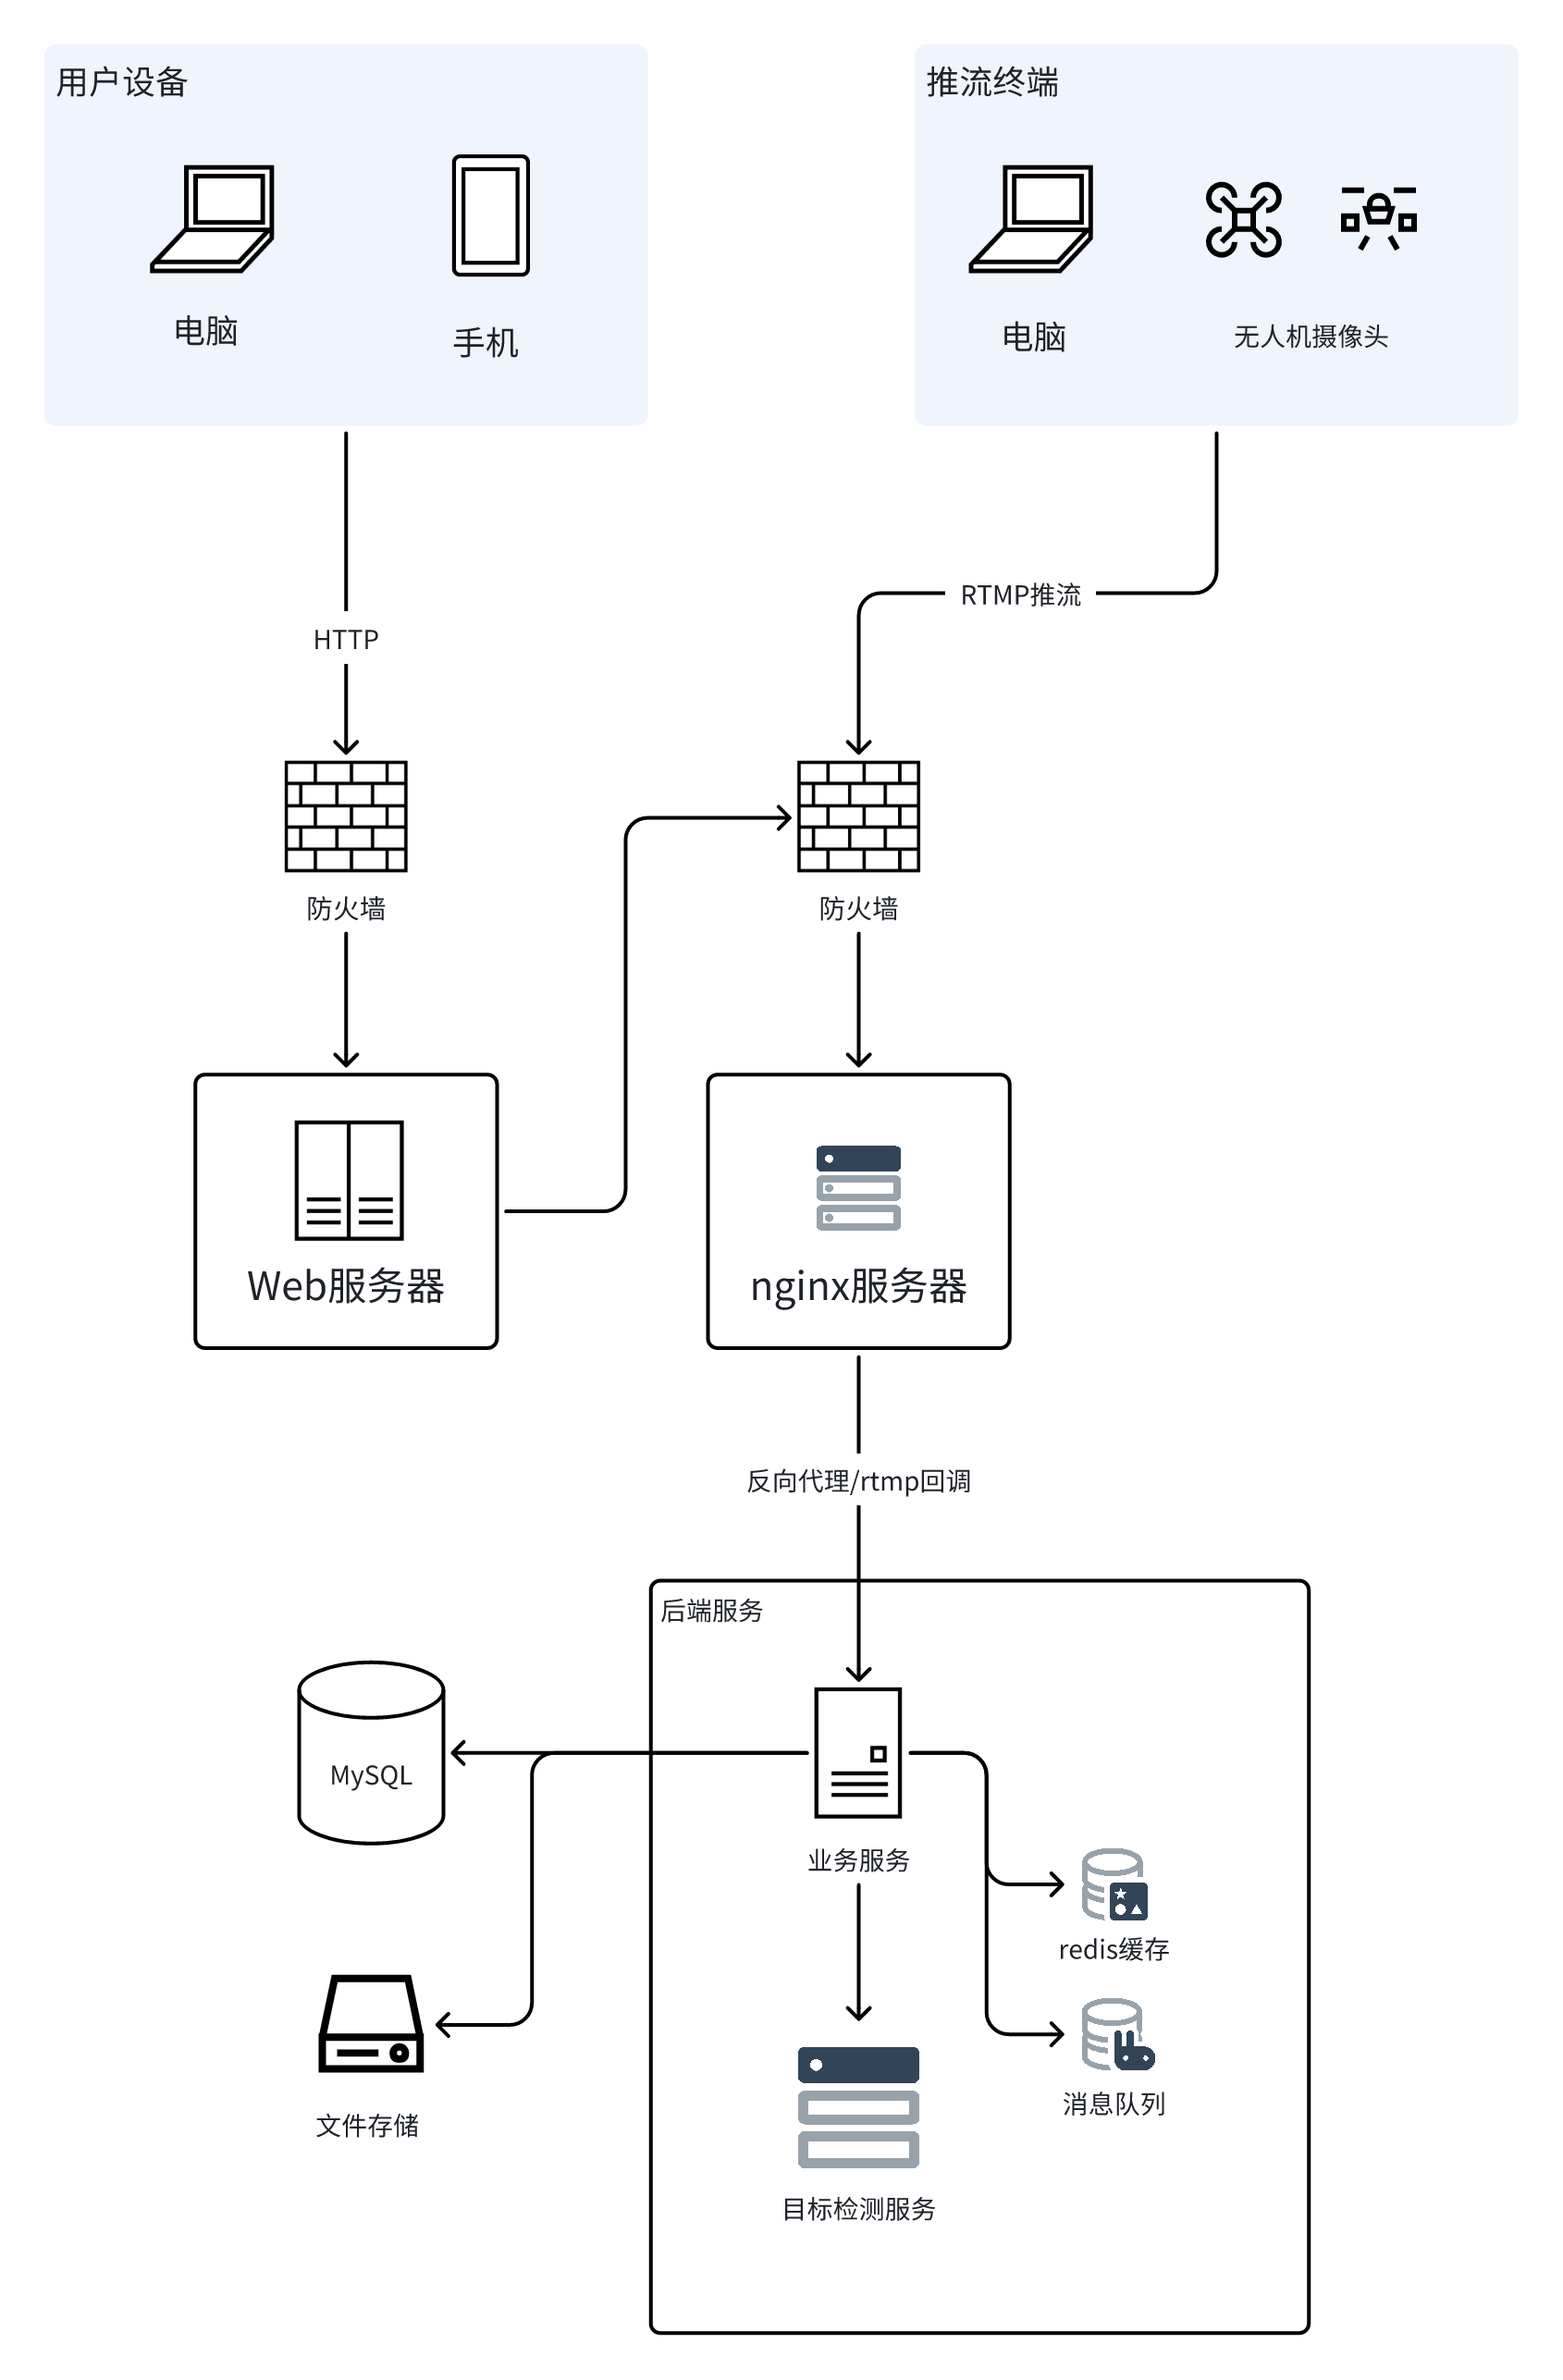 用户设备
推流终端
电脑
手机
电脑
无人机摄像头
RTMP推流
HTTP
防火墙
防火墙
Web服务器
nginx服务器
反向代理/rtmp回调
后端服务
MySQL
业务服务
redis缓存
消息队列
文件存储
目标检测服务